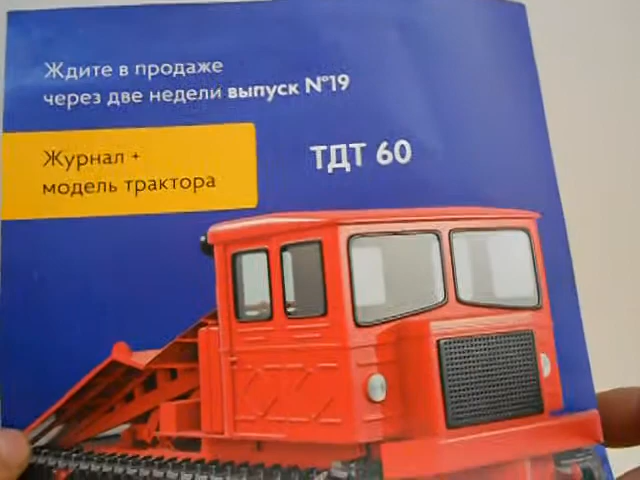 Ждите в продаже
через две недели выпуск №19
Журнал +
модель трактора
ТДТ 60